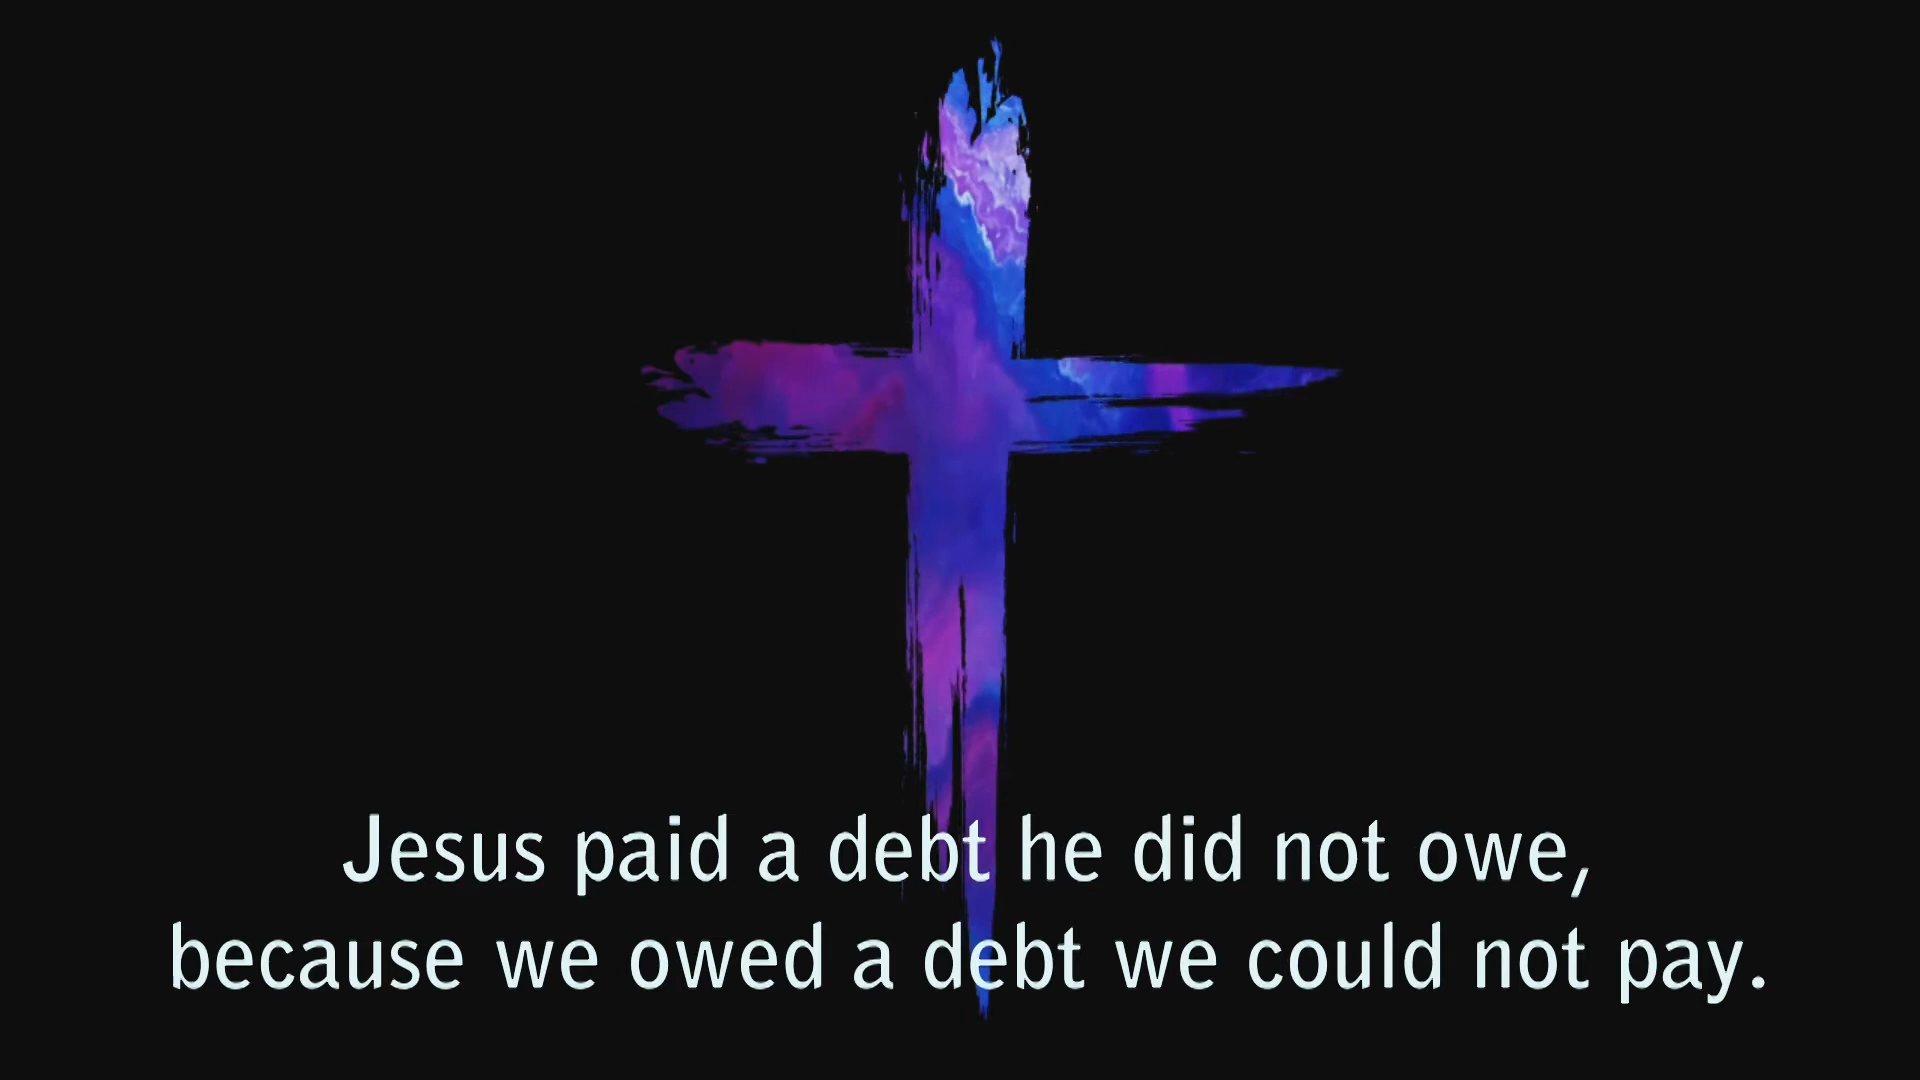 Jesus paid a debt he did not owe,
because we owed a debt we could not pay.